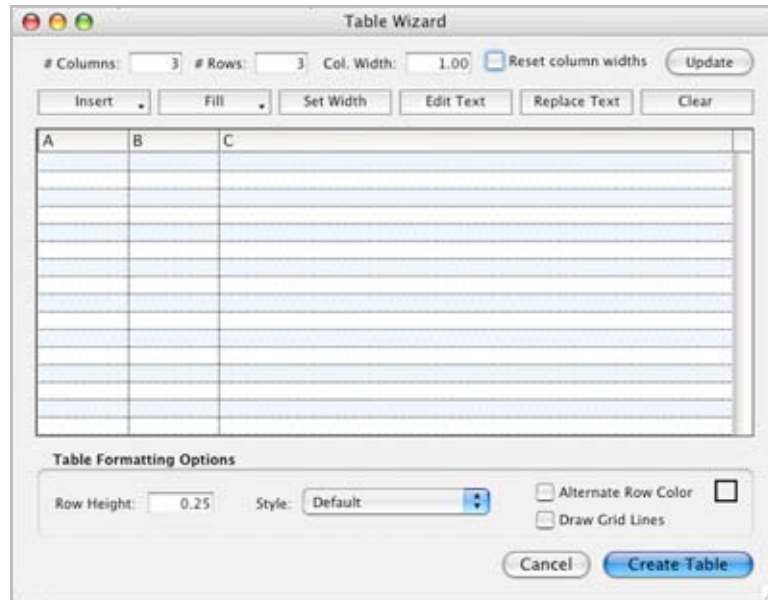 Table Wizard
# Columns: 3 # Rows: 3 Col. Width: 1.00 Reset column widths Update
Insert Fill Set Width Edit Text Replace Text Clear
A B C
Table Formatting Options
Row Height: 0.25 Style: Default Alternate Row Color
Draw Grid Lines
Cancel Create Table